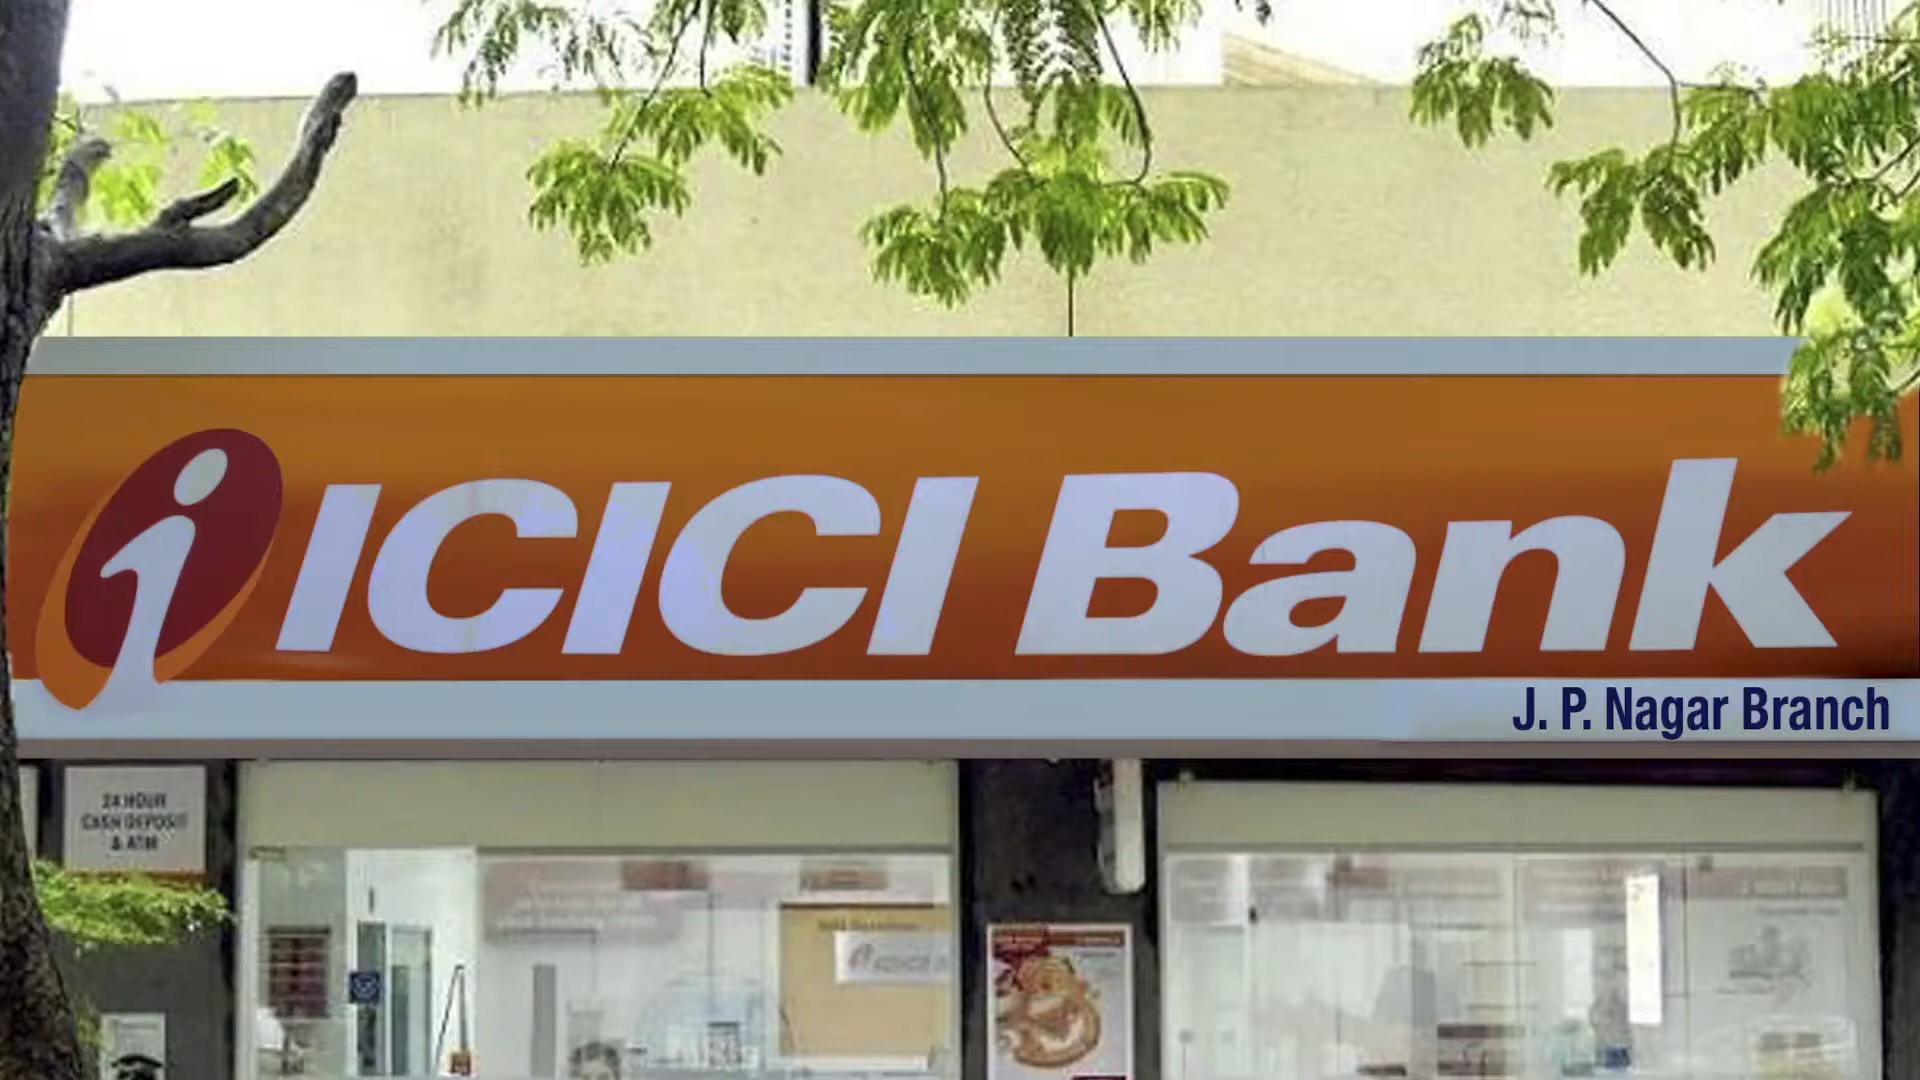 ICICI Bank
J. P. Nagar Branch
24 HOUR
CASH DEPOSIT
& ATM